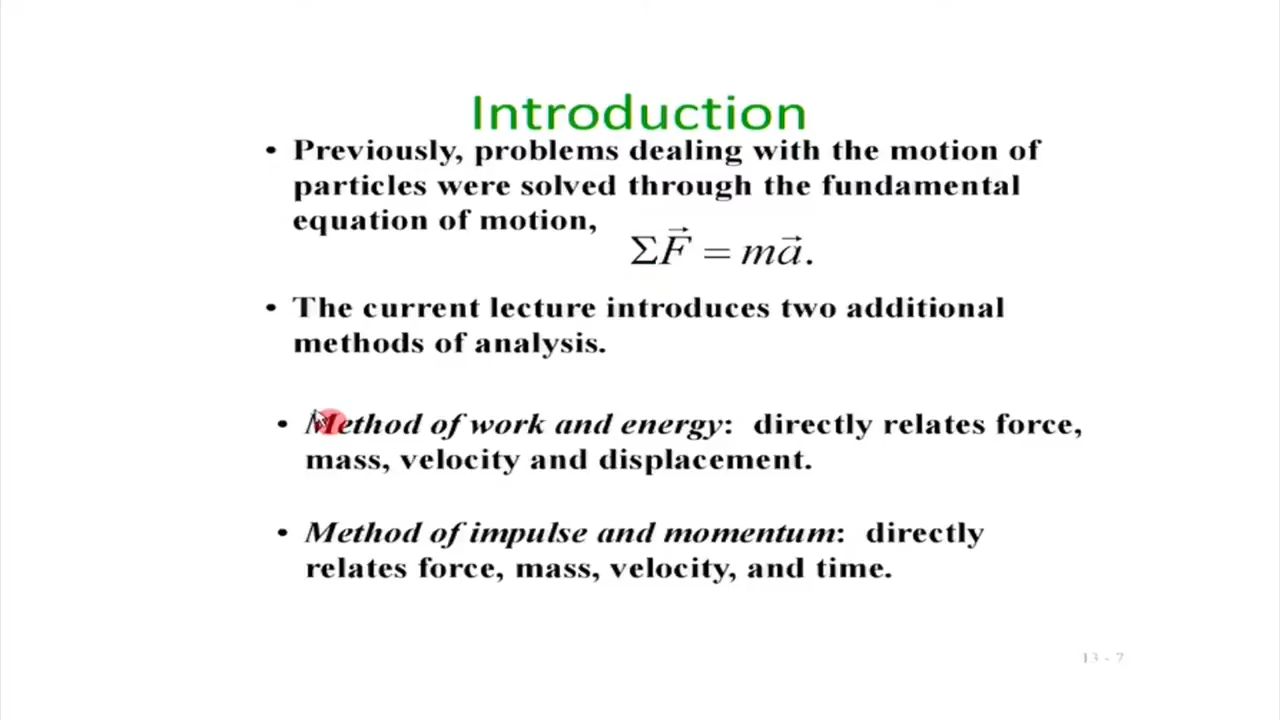 Introduction
• Previously, problems dealing with the motion of
particles were solved through the fundamental
equation of motion,
ΣF⃗ = ma⃗.
• The current lecture introduces two additional
methods of analysis.
• Method of work and energy: directly relates force,
mass, velocity and displacement.
• Method of impulse and momentum: directly
relates force, mass, velocity, and time.
13 - 7